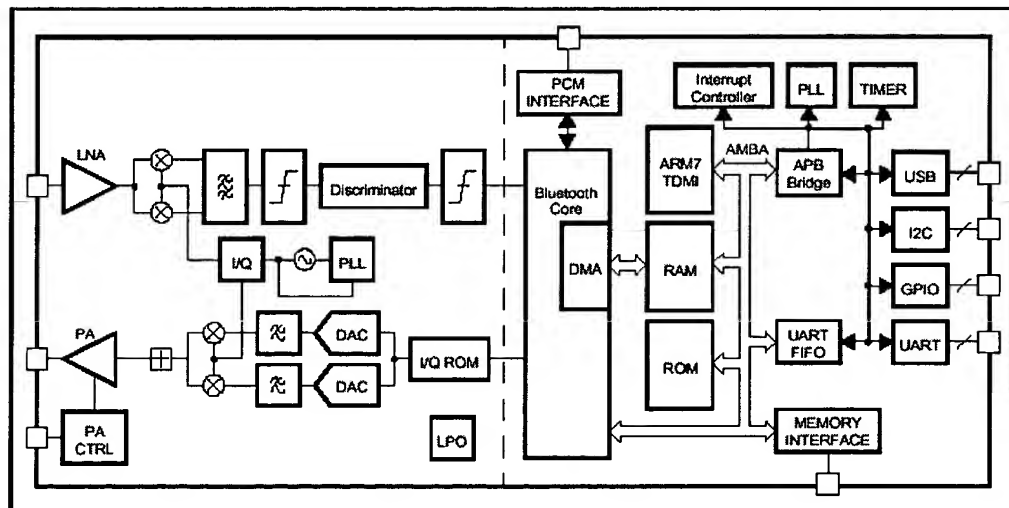 PCM
INTERFACE
Interrupt
Controller
PLL
TIMER
LNA
Discriminator
Bluetooth
Core
ARM7
TDMI
AMBA
APB
Bridge
USB
I2C
I/Q
PLL
DMA
RAM
GPIO
PA
DAC
DAC
I/Q ROM
ROM
UART
FIFO
UART
PA
CTRL
LPO
MEMORY
INTERFACE